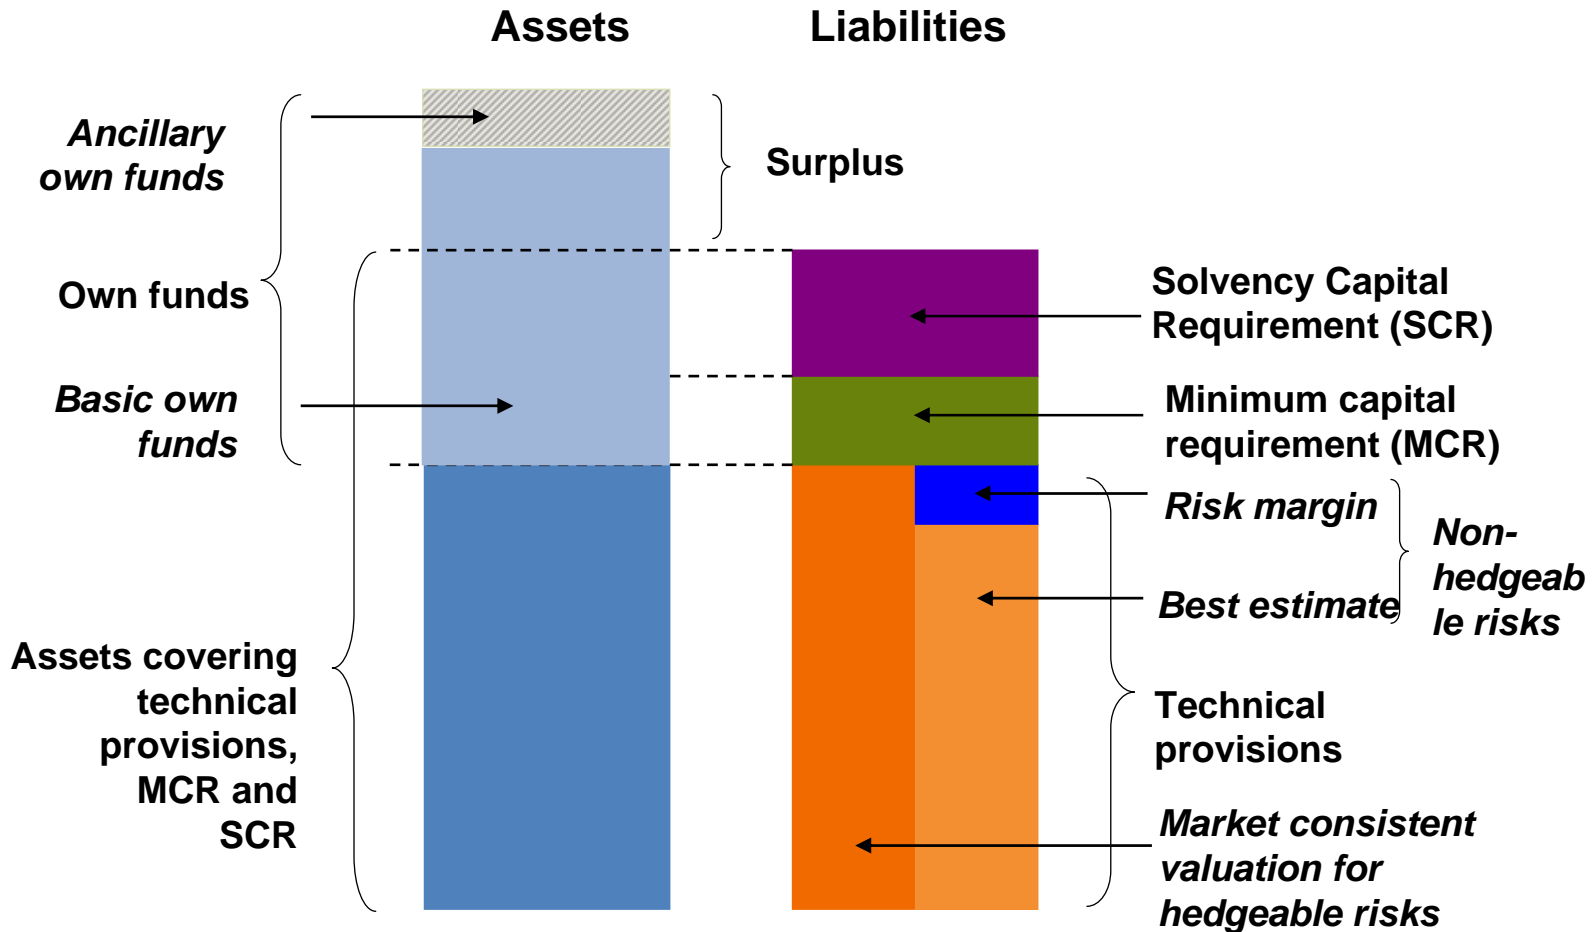 Assets
Liabilities
Ancillary
own funds
Surplus
Own funds
Solvency Capital
Requirement (SCR)
Basic own
funds
Minimum capital
requirement (MCR)
Risk margin
Non-
hedgeab
le risks
Best estimate
Assets covering
technical
provisions,
MCR and
SCR
Technical
provisions
Market consistent
valuation for
hedgeable risks